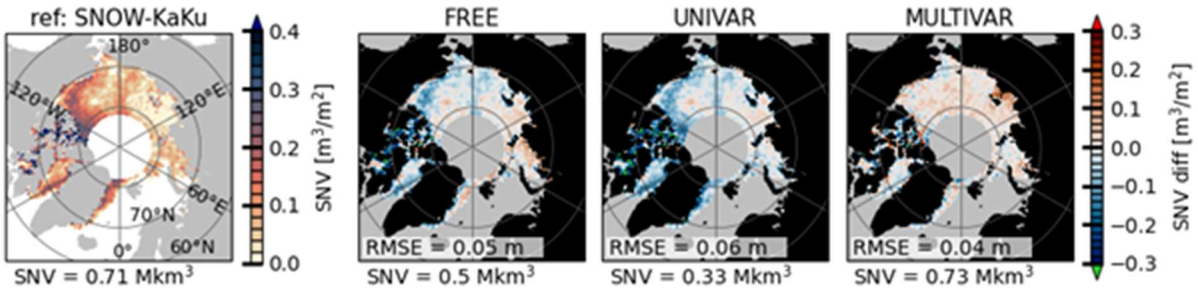 ref: SNOW-KaKu
FREE
UNIVAR
MULTIVAR
180°
120°W
120°E
60°E
70°N
0°
60°N
SNV = 0.71 Mkm³
0.4
0.3
0.2
0.1
0.0
SNV [m³/m²]
RMSE = 0.05 m
SNV = 0.5 Mkm³
RMSE = 0.06 m
SNV = 0.33 Mkm³
RMSE = 0.04 m
SNV = 0.73 Mkm³
0.3
0.2
0.1
0.0
−0.1
−0.2
−0.3
SNV diff [m³/m²]